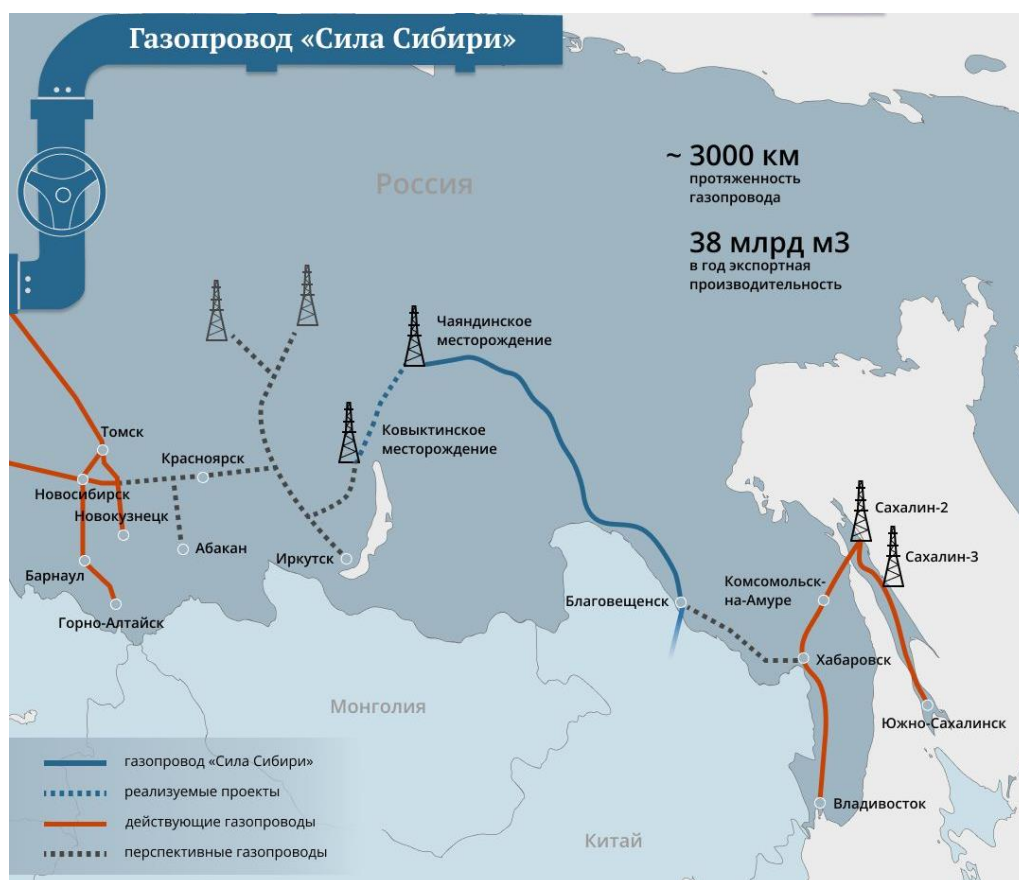 Газопровод «Сила Сибири»
Россия
~ 3000 км
протяженность
газопровода
38 млрд м3
в год экспортная
производительность
Чаяндинское
месторождение
Ковыктинское
месторождение
Томск
Красноярск
Новосибирск
Новокузнецк
Абакан
Иркутск
Барнаул
Горно-Алтайск
Сахалин-2
Сахалин-3
Комсомольск-
на-Амуре
Благовещенск
Хабаровск
Южно-Сахалинск
Владивосток
Монголия
Китай
газопровод «Сила Сибири»
реализуемые проекты
действующие газопроводы
перспективные газопроводы